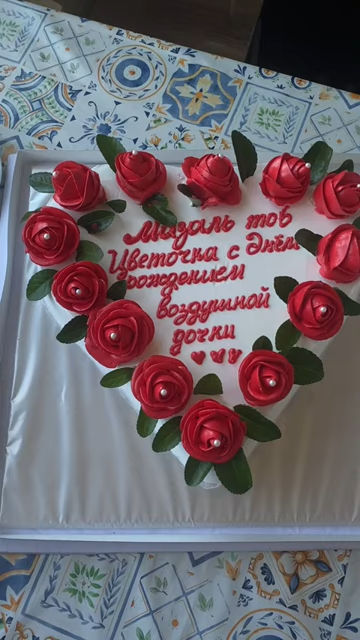 Мазаль тов
Цветочка с Днём
рождением
воздушной
дочки